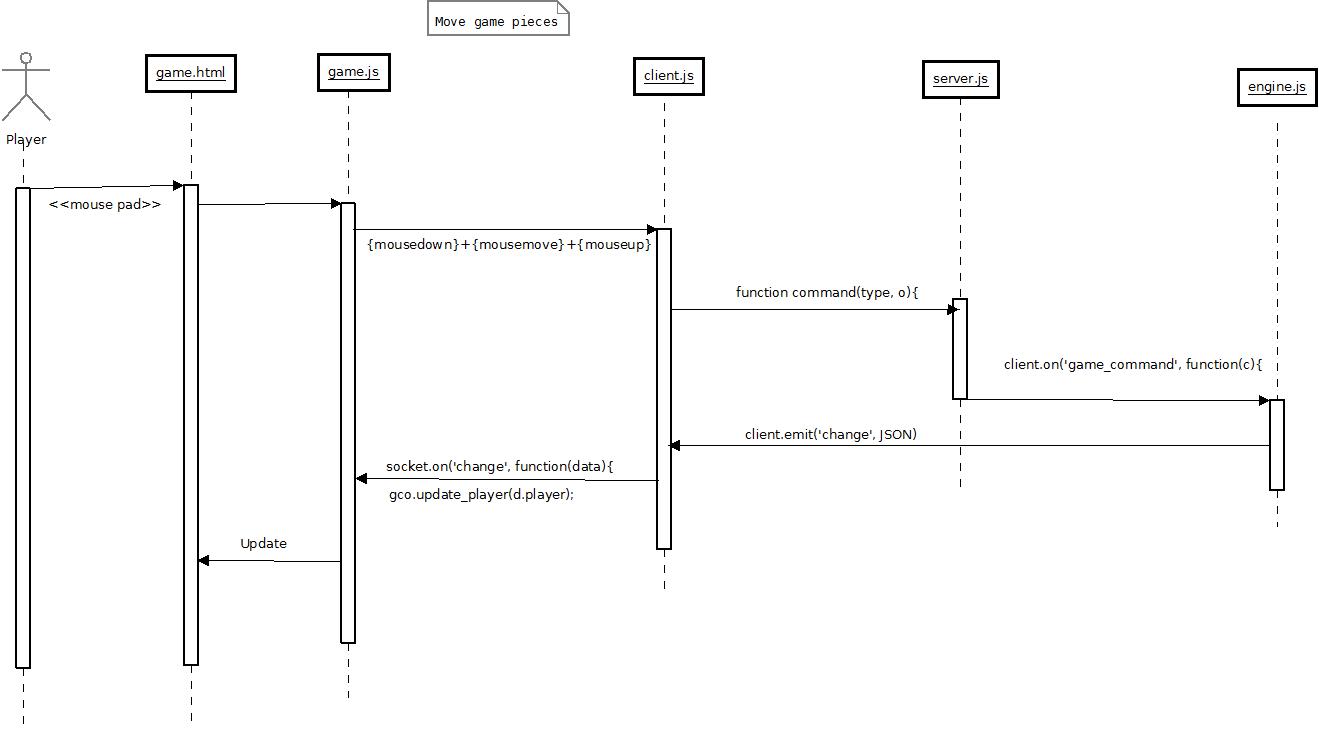 Move game pieces
game.html
game.js
client.js
server.js
engine.js
Player
<<mouse pad>>
{mousedown}+{mousemove}+{mouseup}
function command(type, o){
client.on('game_command', function(c){
client.emit('change', JSON)
socket.on('change', function(data){
gco.update_player(d.player);
Update